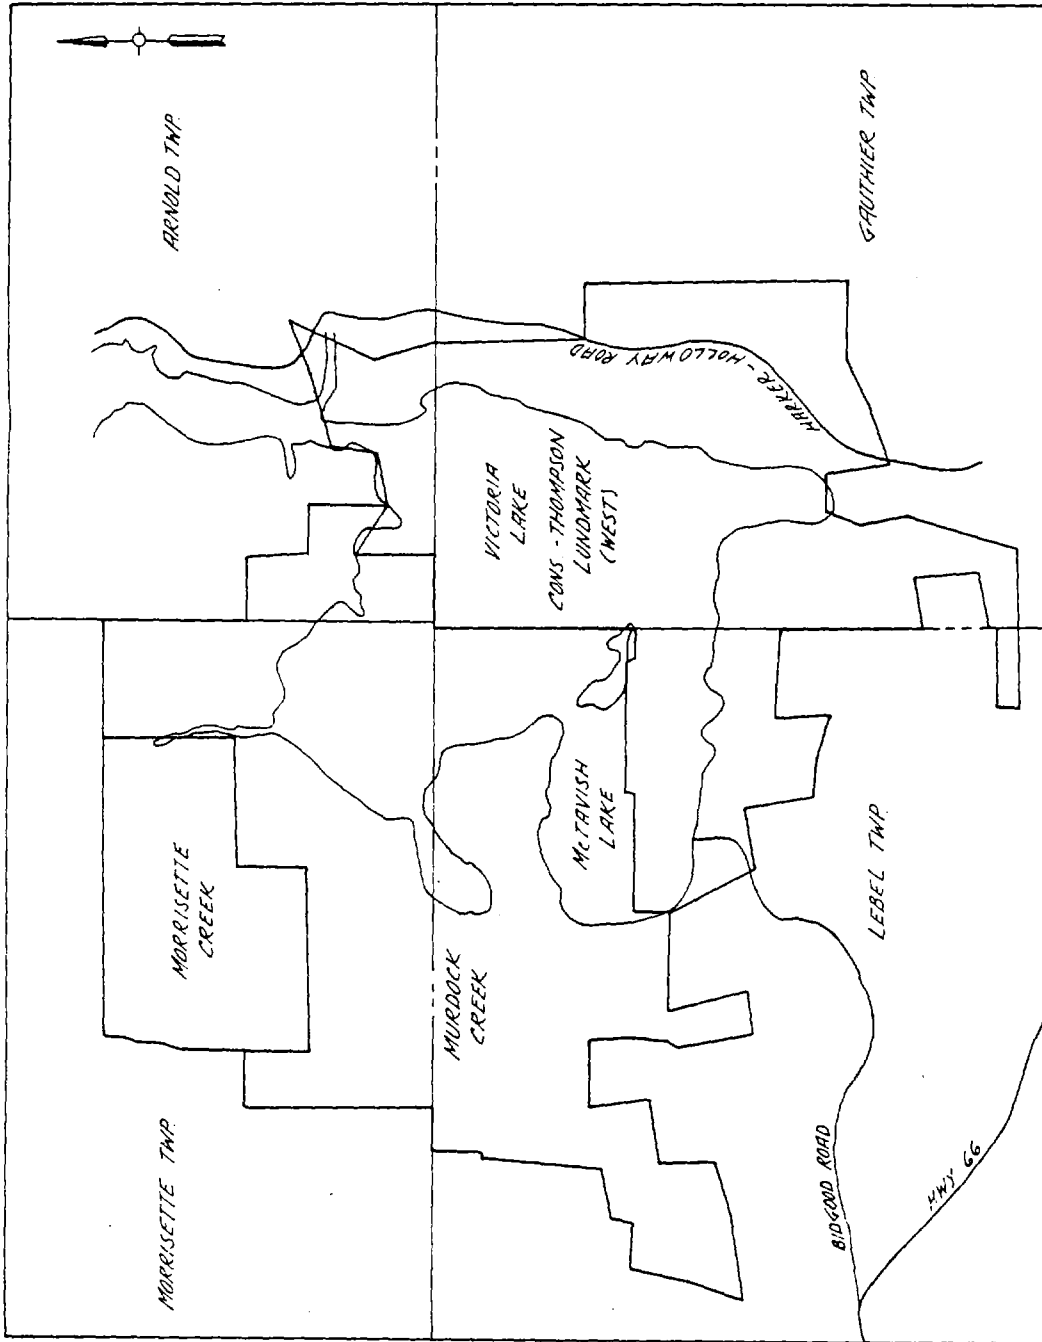 MORRISETTE TWP.
ARNOLD TWP.
MORRISETTE
CREEK
MURDOCK
CREEK
VICTORIA
LAKE
CONS. - THOMPSON
LUNDMARK
(WEST)
McTAVISH
LAKE
HARKER - HOLLOWAY ROAD
LEBEL TWP.
GAUTHIER TWP.
BIDGOOD ROAD
HWY 66